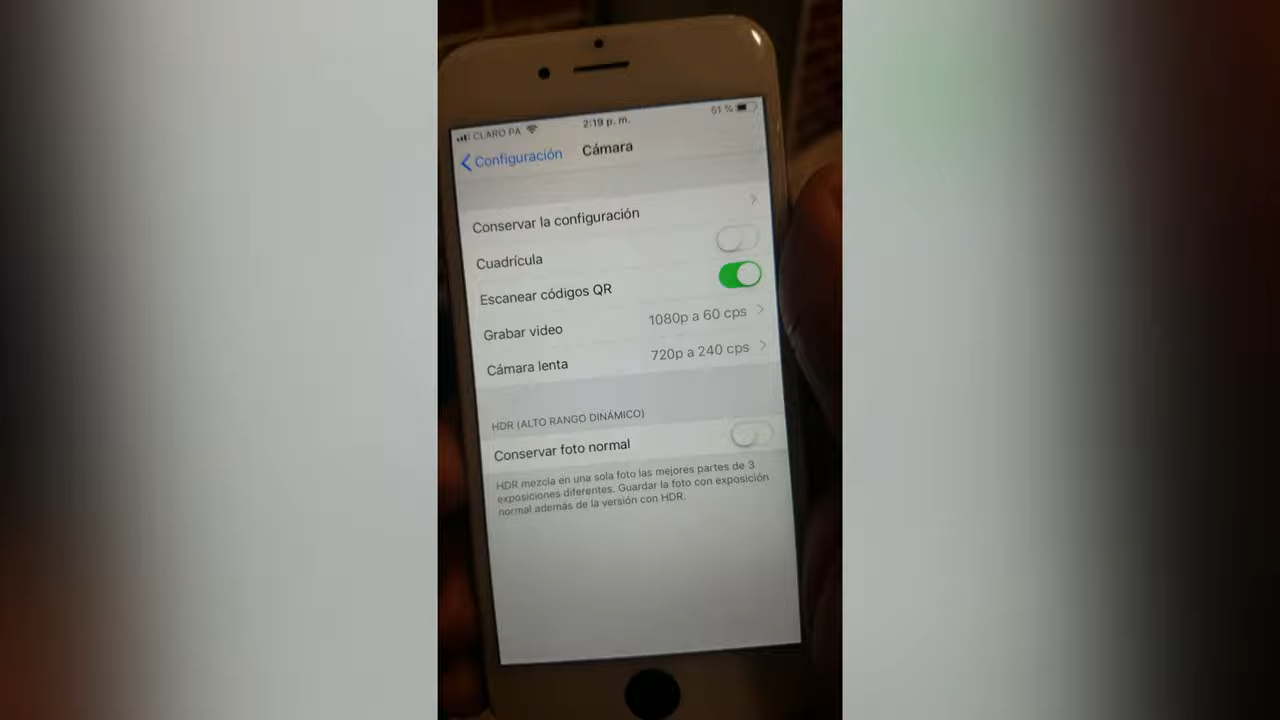 CLARO PA
2:19 p. m.
61 %
Configuración
Cámara
Conservar la configuración
Cuadrícula
Escanear códigos QR
Grabar video
1080p a 60 cps
Cámara lenta
720p a 240 cps
HDR (ALTO RANGO DINÁMICO)
Conservar foto normal
HDR mezcla en una sola foto las mejores partes de 3
exposiciones diferentes. Guardar la foto con exposición
normal además de la versión con HDR.